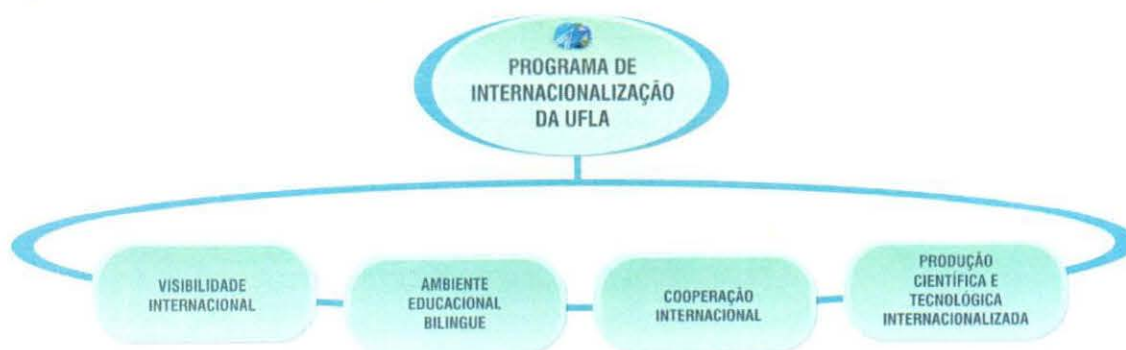 PROGRAMA DE
INTERNACIONALIZAÇÃO
DA UFLA
VISIBILIDADE
INTERNACIONAL
AMBIENTE
EDUCACIONAL
BILINGUE
COOPERAÇÃO
INTERNACIONAL
PRODUÇÃO
CIENTÍFICA E
TECNOLÓGICA
INTERNACIONALIZADA